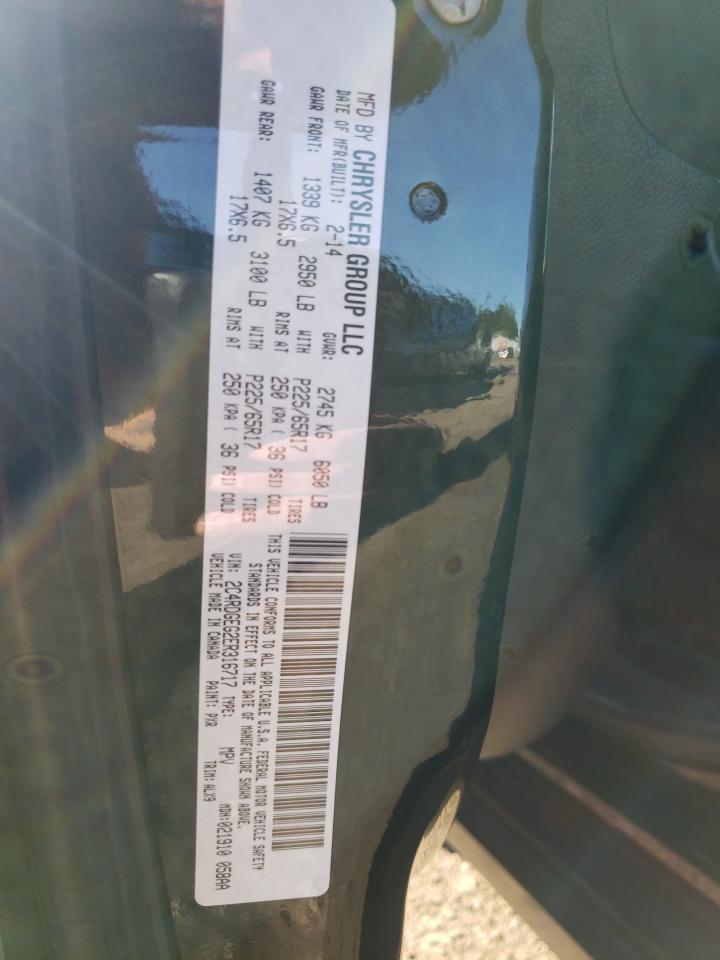 MFD BY CHRYSLER GROUP LLC
DATE OF MFR(BUILT): 2-14 GVWR: 2745 KG 6050 LB
GAWR FRONT: 1339 KG 2950 LB WITH P225/65R17 TIRES
17X6.5 RIMS AT 250 KPA ( 36 PSI) COLD
GAWR REAR: 1407 KG 3100 LB WITH P225/65R17 TIRES
17X6.5 RIMS AT 250 KPA ( 36 PSI) COLD
THIS VEHICLE CONFORMS TO ALL APPLICABLE U.S.A. FEDERAL MOTOR VEHICLE SAFETY
STANDARDS IN EFFECT ON THE DATE OF MANUFACTURE SHOWN ABOVE.
VIN: 2C4RDGEG2ER316717 TYPE: MPV MDH:021910 058AA
VEHICLE MADE IN CANADA PAINT: PXR TRIM:ALX9